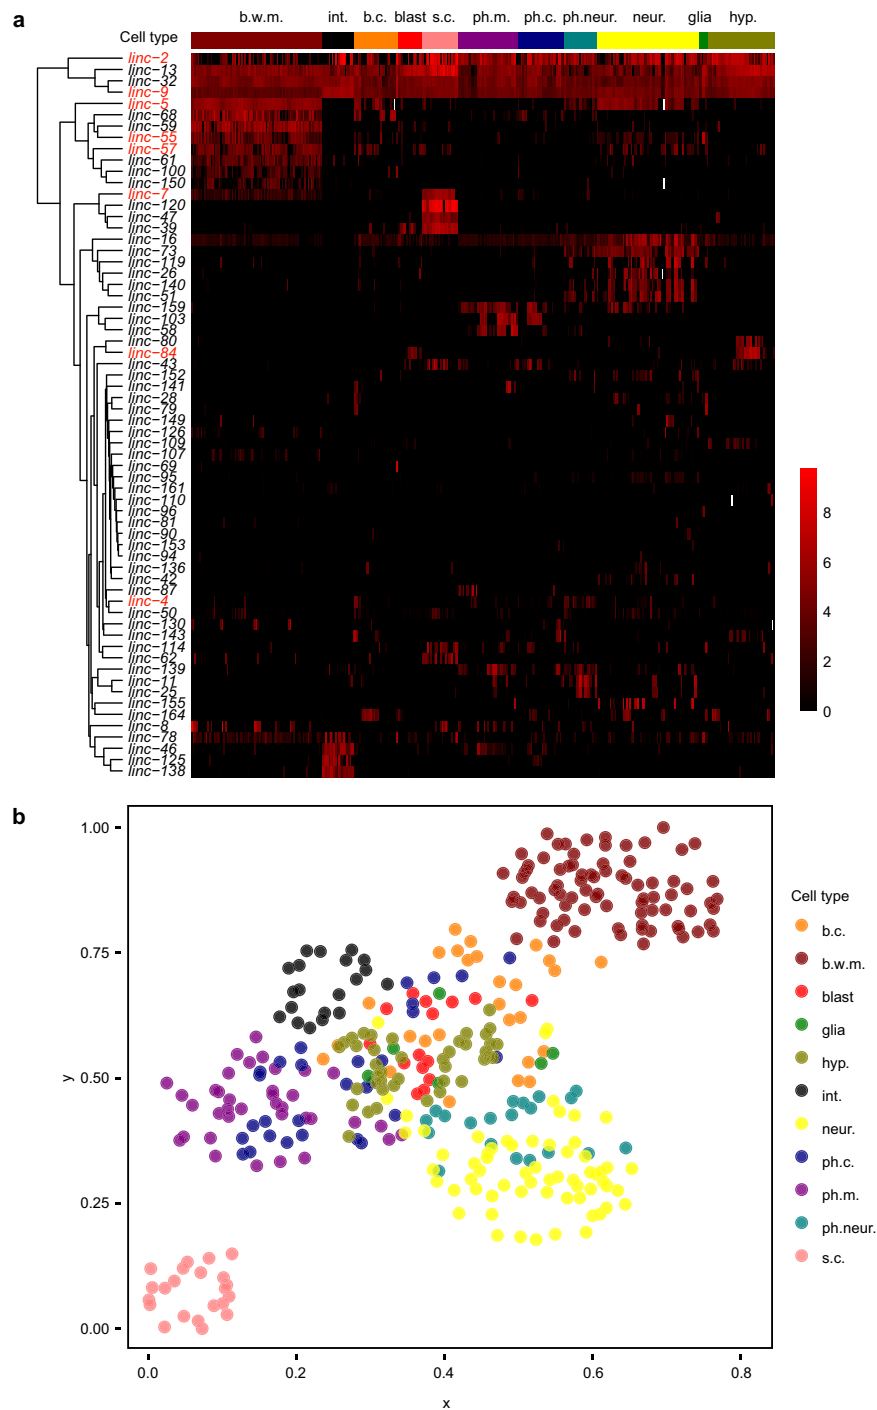 a
b.w.m. int. b.c. blast s.c. ph.m. ph.c. ph.neur. neur. glia hyp.
Cell type
linc−2
linc−13
linc−32
linc−9
linc−5
linc−68
linc−59
linc−55
linc−57
linc−61
linc−100
linc−150
linc−7
linc−120
linc−47
linc−39
linc−16
linc−73
linc−119
linc−26
linc−140
linc−51
linc−159
linc−103
linc−58
linc−80
linc−84
linc−43
linc−152
linc−141
linc−28
linc−79
linc−149
linc−126
linc−109
linc−107
linc−69
linc−95
linc−161
linc−110
linc−96
linc−81
linc−90
linc−153
linc−94
linc−136
linc−42
linc−87
linc−4
linc−50
linc−130
linc−143
linc−114
linc−62
linc−139
linc−11
linc−25
linc−155
linc−164
linc−8
linc−78
linc−46
linc−125
linc−138
8
6
4
2
0
b
1.00
0.75
0.50
0.25
0.00
y
0.0 0.2 0.4 0.6 0.8
x
Cell type
b.c.
b.w.m.
blast
glia
hyp.
int.
neur.
ph.c.
ph.m.
ph.neur.
s.c.